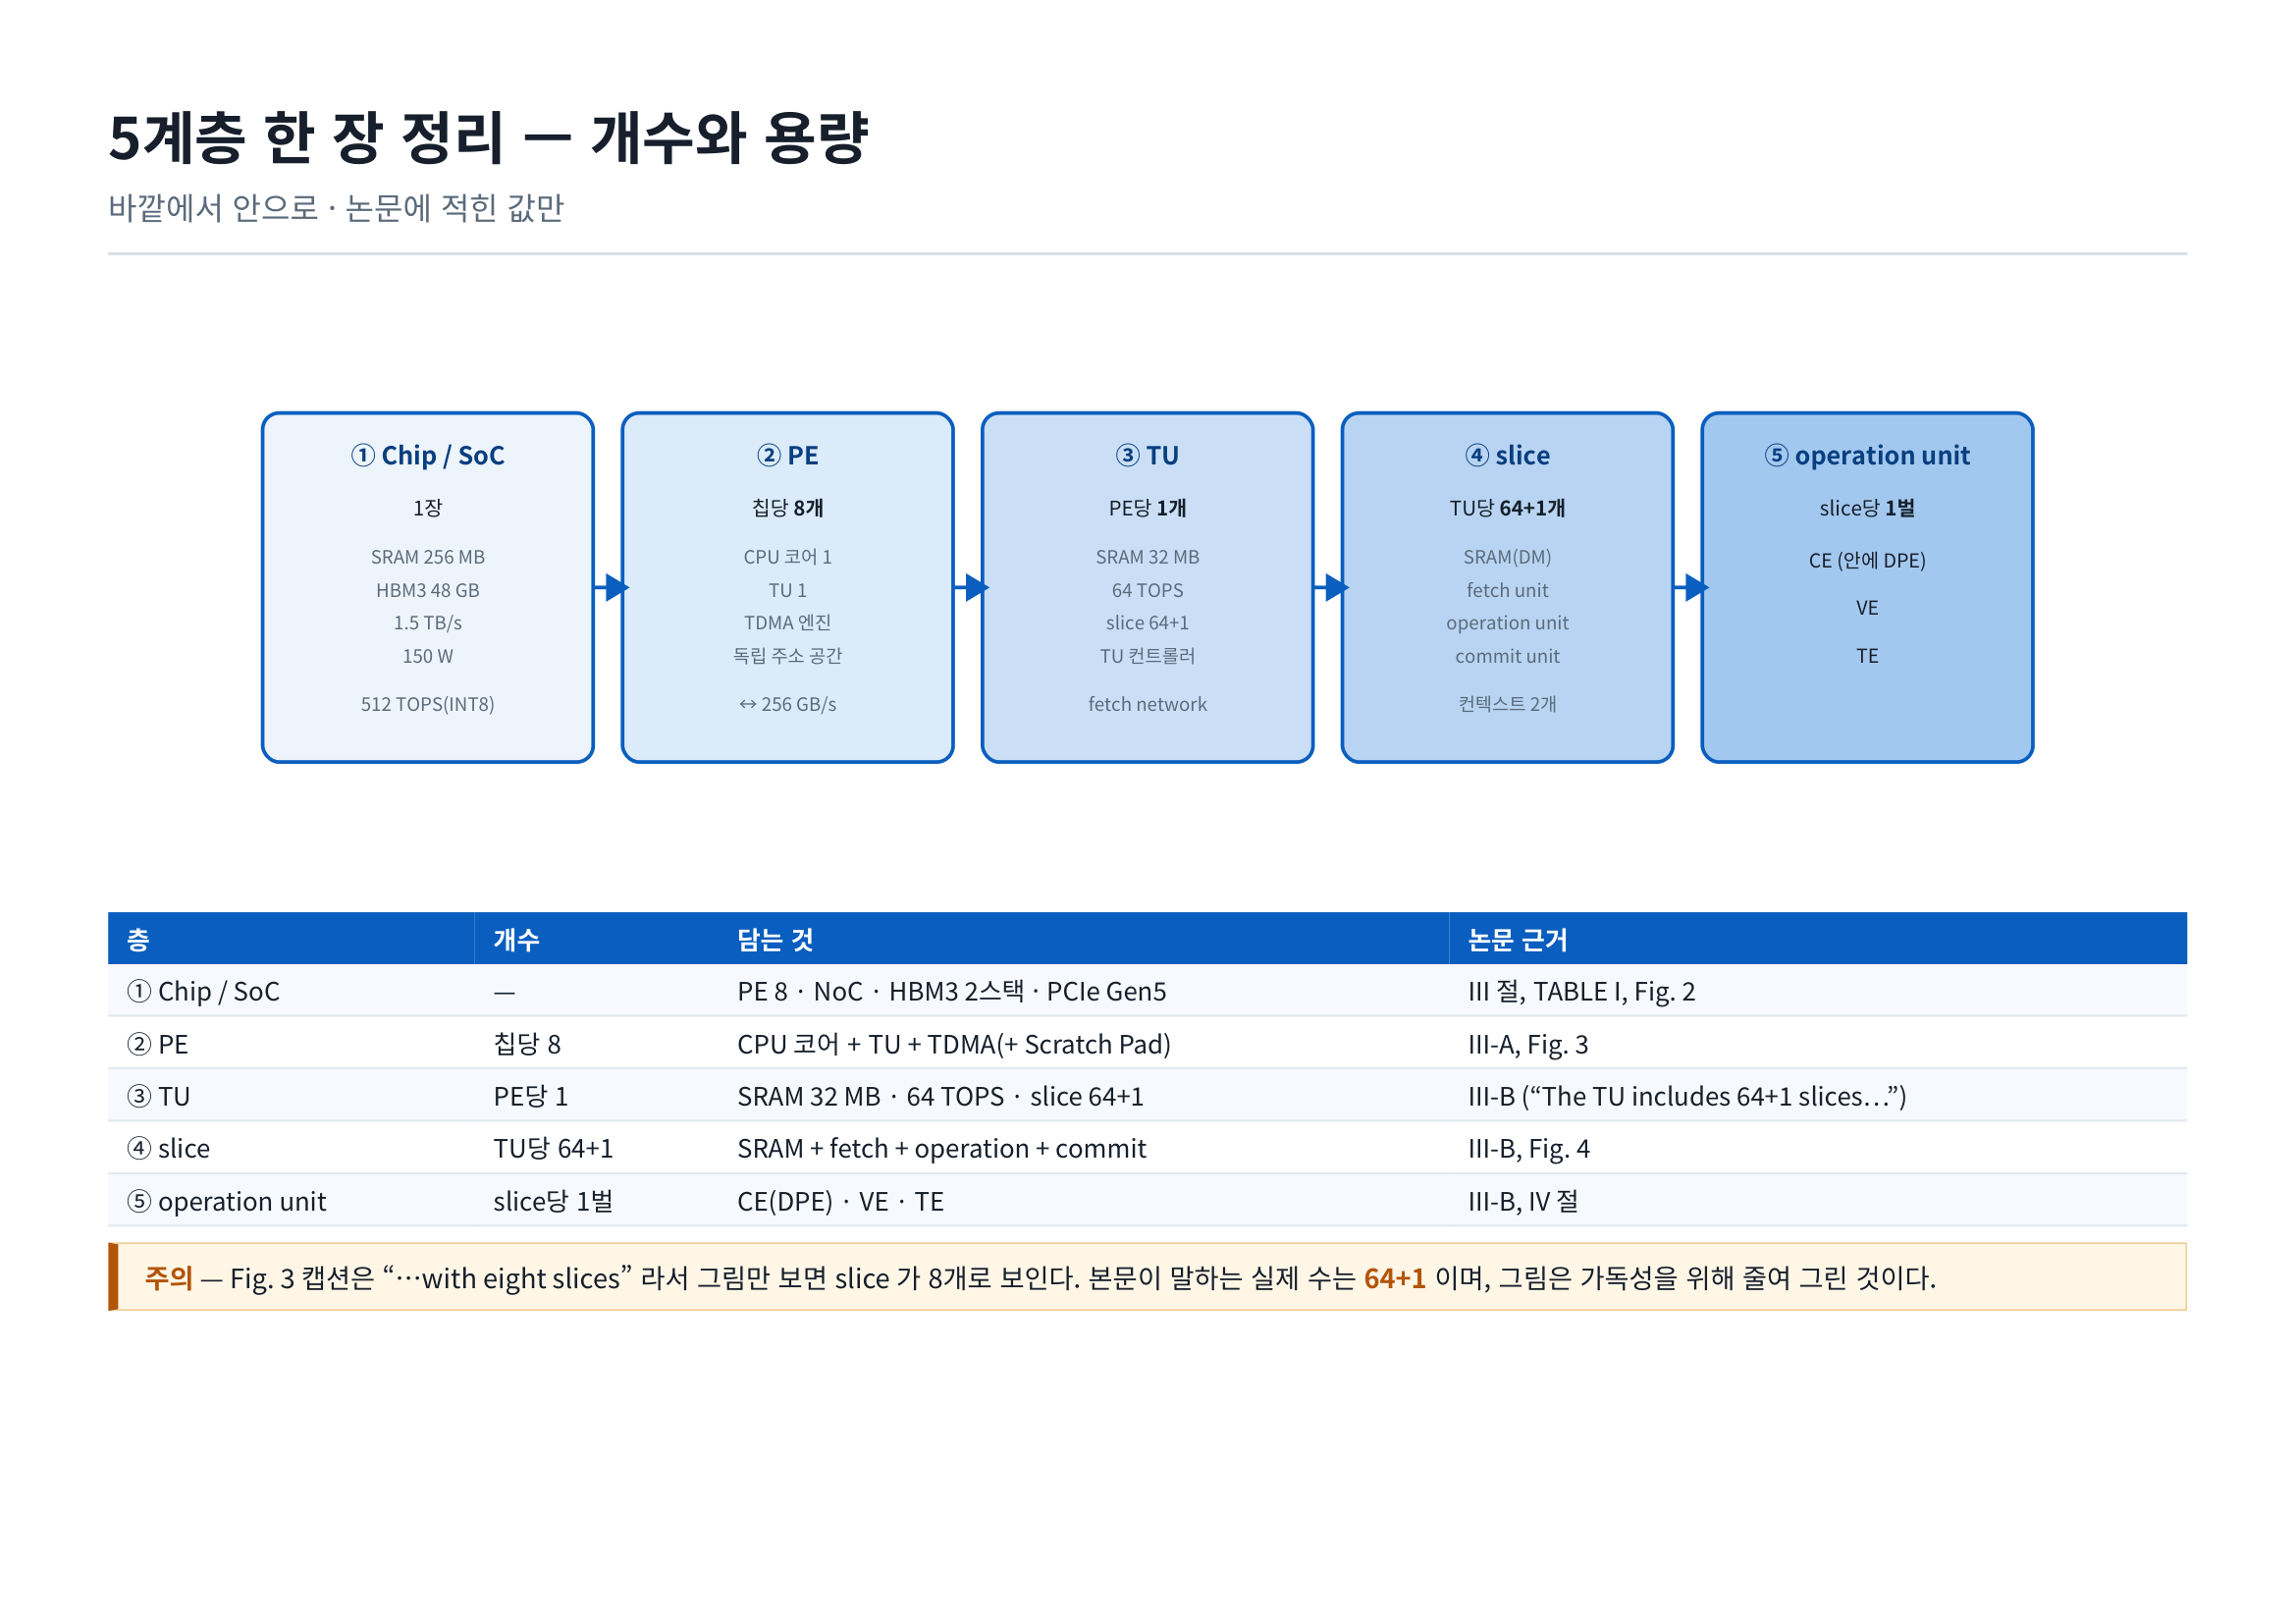 5계층 한 장 정리 — 개수와 용량
바깥에서 안으로 · 논문에 적힌 값만
① Chip / SoC
1장
SRAM 256 MB
HBM3 48 GB
1.5 TB/s
150 W
512 TOPS(INT8)
② PE
칩당 8개
CPU 코어 1
TU 1
TDMA 엔진
독립 주소 공간
↔ 256 GB/s
③ TU
PE당 1개
SRAM 32 MB
64 TOPS
slice 64+1
TU 컨트롤러
fetch network
④ slice
TU당 64+1개
SRAM(DM)
fetch unit
operation unit
commit unit
컨텍스트 2개
⑤ operation unit
slice당 1벌
CE (안에 DPE)
VE
TE
층 개수 담는 것 논문 근거
① Chip / SoC — PE 8 · NoC · HBM3 2스택 · PCIe Gen5 III 절, TABLE I, Fig. 2
② PE 칩당 8 CPU 코어 + TU + TDMA(+ Scratch Pad) III-A, Fig. 3
③ TU PE당 1 SRAM 32 MB · 64 TOPS · slice 64+1 III-B (“The TU includes 64+1 slices…”)
④ slice TU당 64+1 SRAM + fetch + operation + commit III-B, Fig. 4
⑤ operation unit slice당 1벌 CE(DPE) · VE · TE III-B, IV 절
주의 — Fig. 3 캡션은 “…with eight slices” 라서 그림만 보면 slice 가 8개로 보인다. 본문이 말하는 실제 수는 64+1 이며, 그림은 가독성을 위해 줄여 그린 것이다.